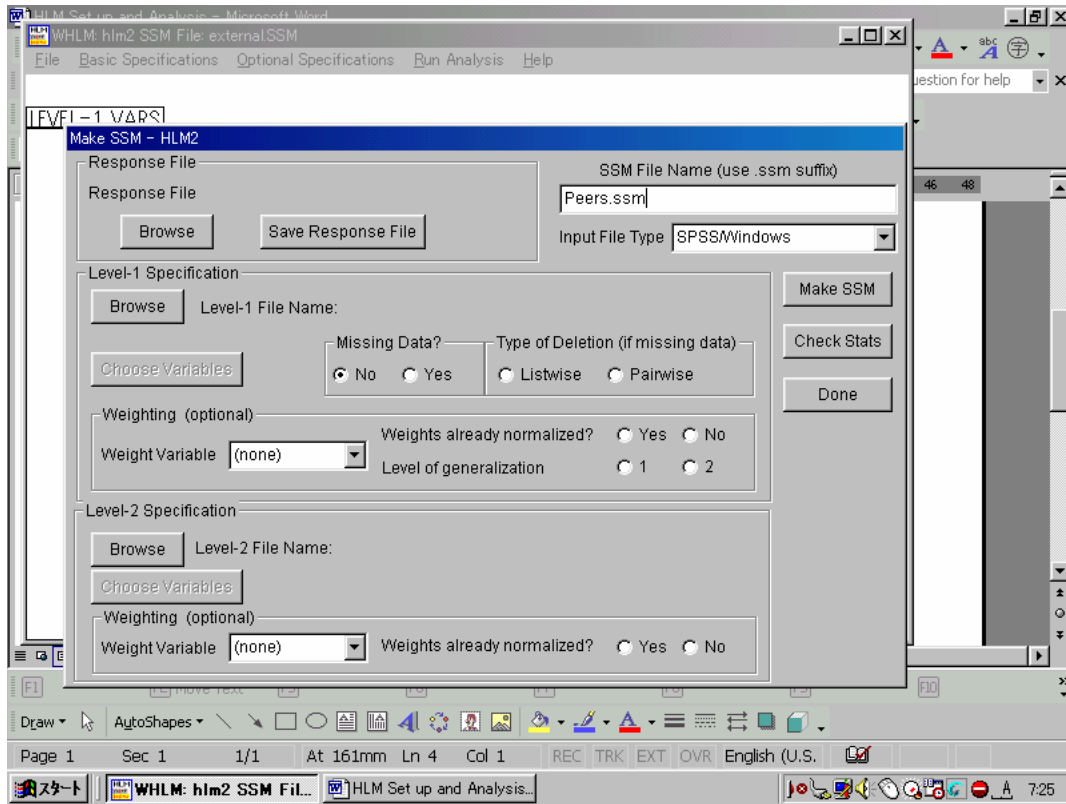 HLM Set up and Analysis - Microsoft Word
WHLM: hlm2 SSM File: external.SSM
File Basic Specifications Optional Specifications Run Analysis Help
uestion for help
LEVEL-1 VARS
Make SSM - HLM2
Response File
Response File
Browse
Save Response File
SSM File Name (use .ssm suffix)
Peers.ssm
Input File Type SPSS/Windows
46 48
Level-1 Specification
Browse Level-1 File Name:
Make SSM
Choose Variables
Missing Data?
No Yes
Type of Deletion (if missing data)
Listwise Pairwise
Check Stats
Done
Weighting (optional)
Weight Variable (none)
Weights already normalized? Yes No
Level of generalization 1 2
Level-2 Specification
Browse Level-2 File Name:
Choose Variables
Weighting (optional)
Weight Variable (none) Weights already normalized? Yes No
F1
F10
Draw AutoShapes
Page 1 Sec 1 1/1 At 161mm Ln 4 Col 1 REC TRK EXT OVR English (U.S.
スタート WHLM: hlm2 SSM Fil... HLM Set up and Analysis... A 7:25